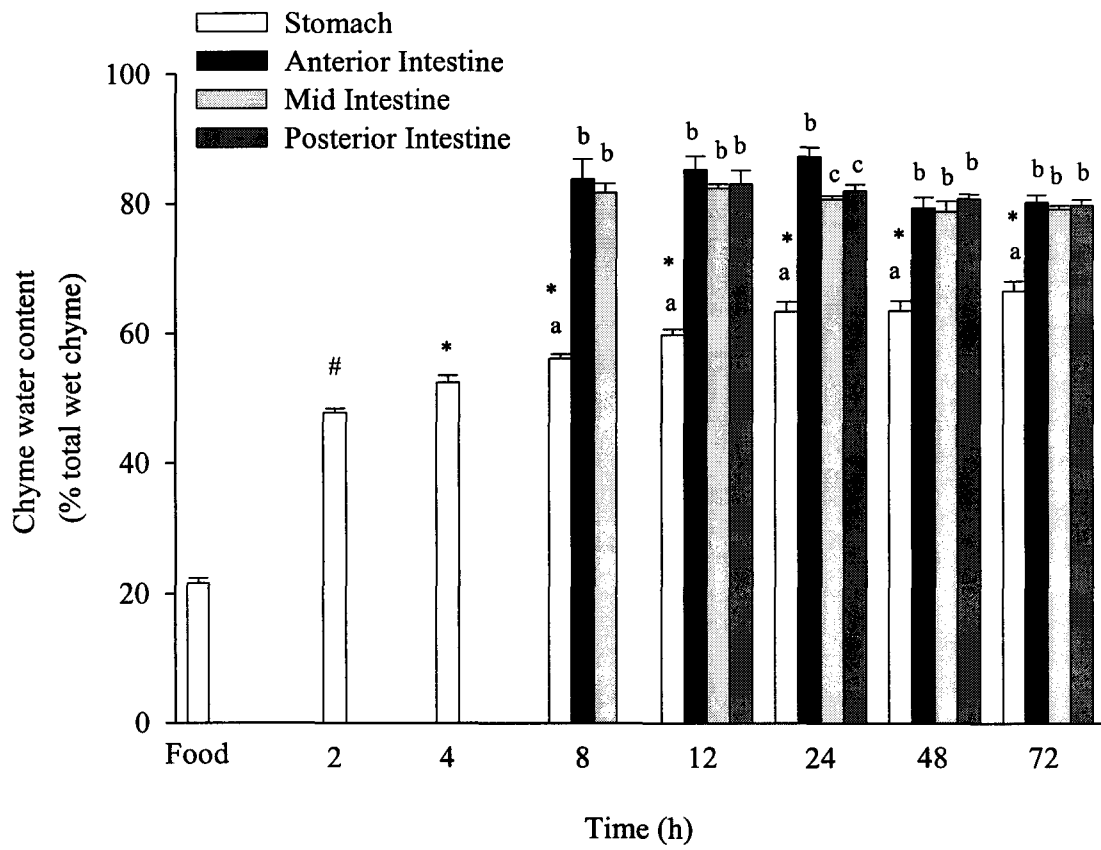 Stomach
Anterior Intestine
Mid Intestine
Posterior Intestine
100
80
60
40
20
0
Chyme water content
(% total wet chyme)
#
*
* a b b
* a b b b
* a b c c
* a b b b
* a b b b
Food 2 4 8 12 24 48 72
Time (h)